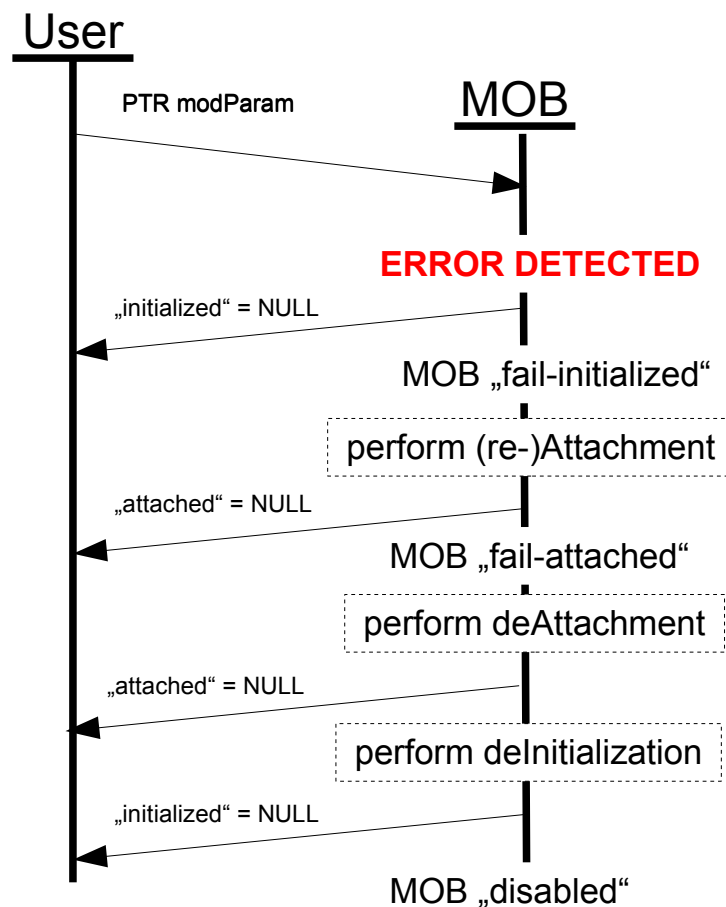 User
PTR modParam
MOB
ERROR DETECTED
„initialized“ = NULL
MOB „fail-initialized“
perform (re-)Attachment
„attached“ = NULL
MOB „fail-attached“
perform deAttachment
„attached“ = NULL
perform deInitialization
„initialized“ = NULL
MOB „disabled“